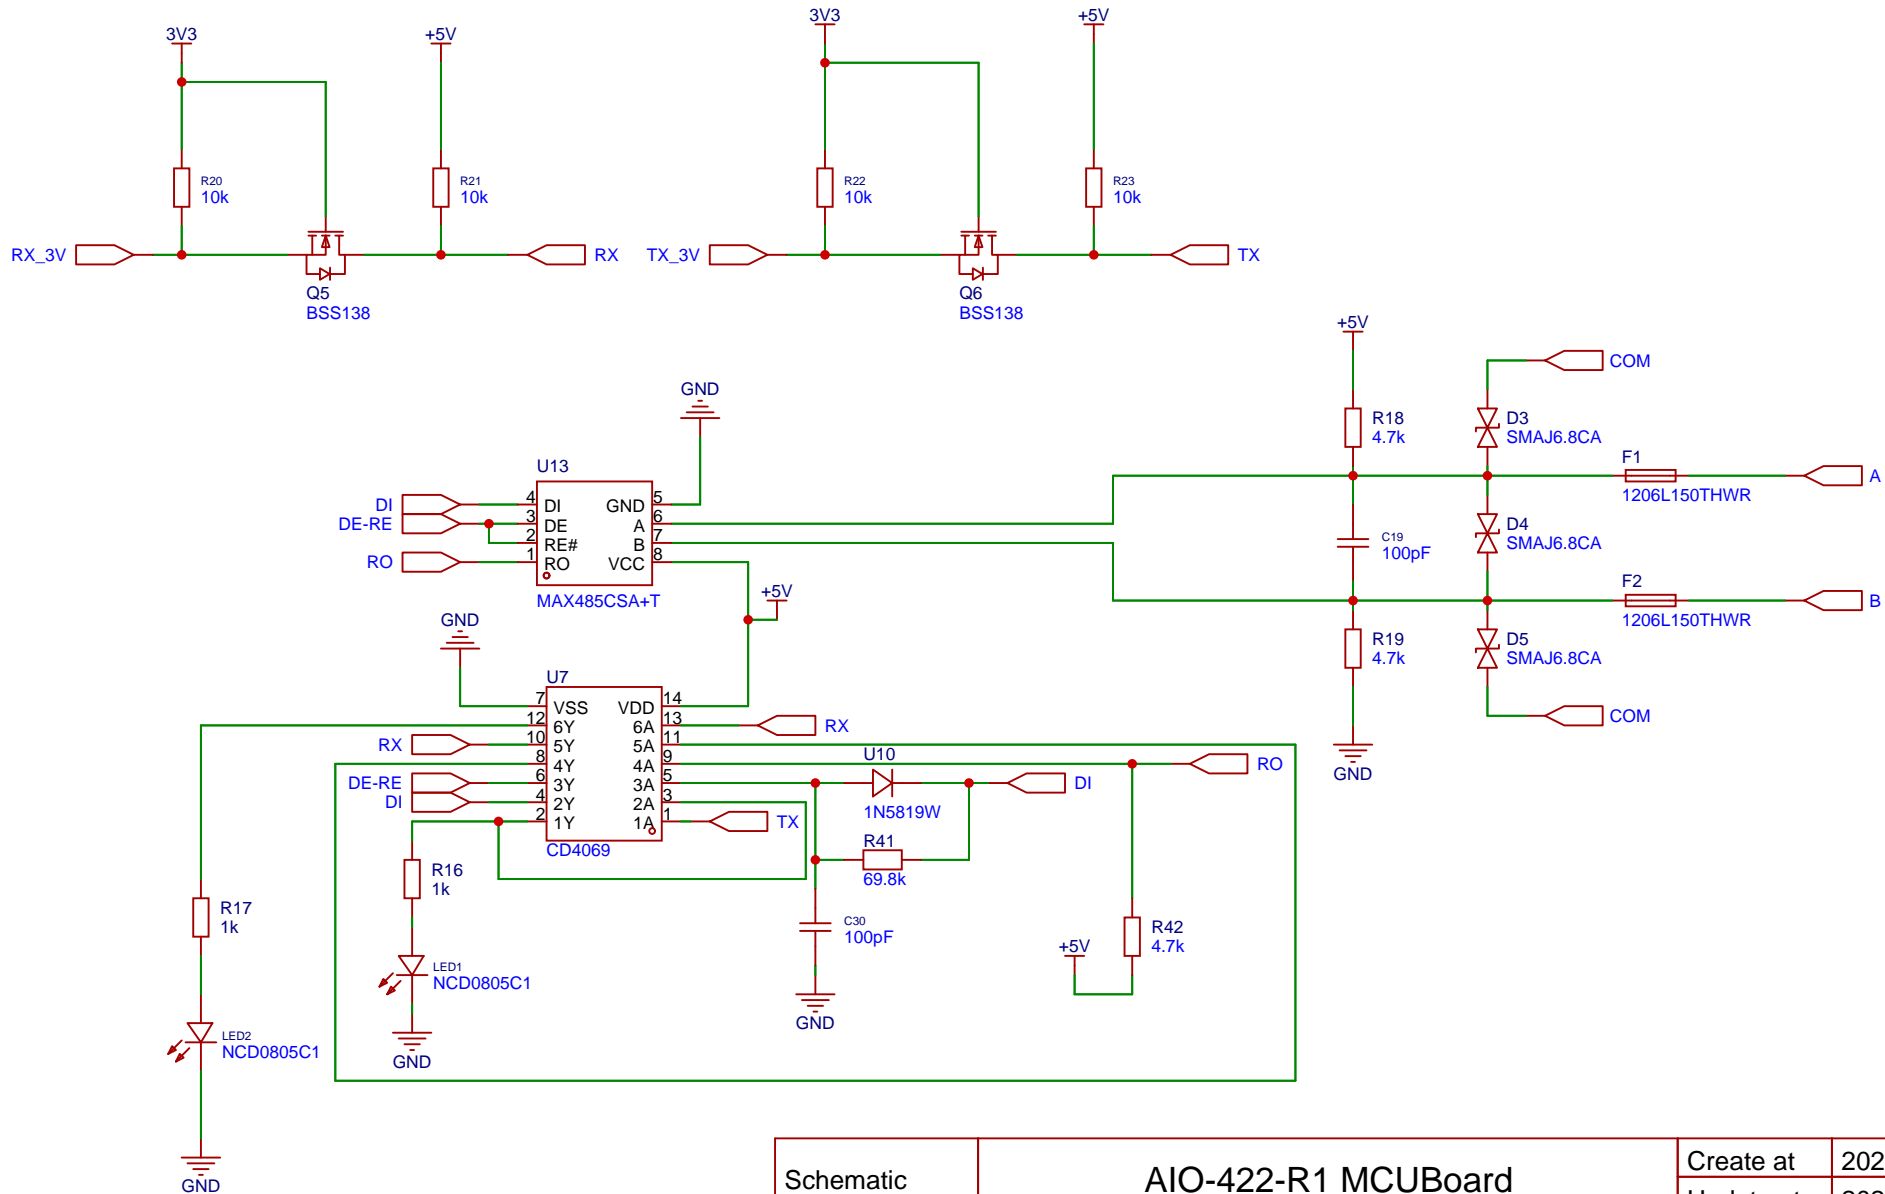 3V3
+5V
R20
10k
R21
10k
RX_3V
RX
Q5
BSS138
3V3
+5V
R22
10k
R23
10k
TX_3V
TX
Q6
BSS138
+5V
COM
R18
4.7k
D3
SMAJ6.8CA
F1
1206L150THWR
A
C19
100pF
D4
SMAJ6.8CA
F2
1206L150THWR
B
R19
4.7k
D5
SMAJ6.8CA
COM
GND
GND
U13
DI
DE-RE
RO
4 DI
3 DE
2 RE#
1 RO
GND 5
A 6
B 7
VCC 8
MAX485CSA+T
+5V
GND
U7
7 VSS
12 6Y
10 5Y
8 4Y
6 3Y
4 2Y
2 1Y
VDD 14
6A 13
5A 11
4A 9
3A 5
2A 3
1A 1
CD4069
RX
DE-RE
DI
RX
U10
1N5819W
DI
RO
TX
R41
69.8k
R16
1k
R17
1k
C30
100pF
+5V
R42
4.7k
LED1
NCD0805C1
GND
GND
LED2
NCD0805C1
GND
Schematic
AIO-422-R1 MCUBoard
Create at
202